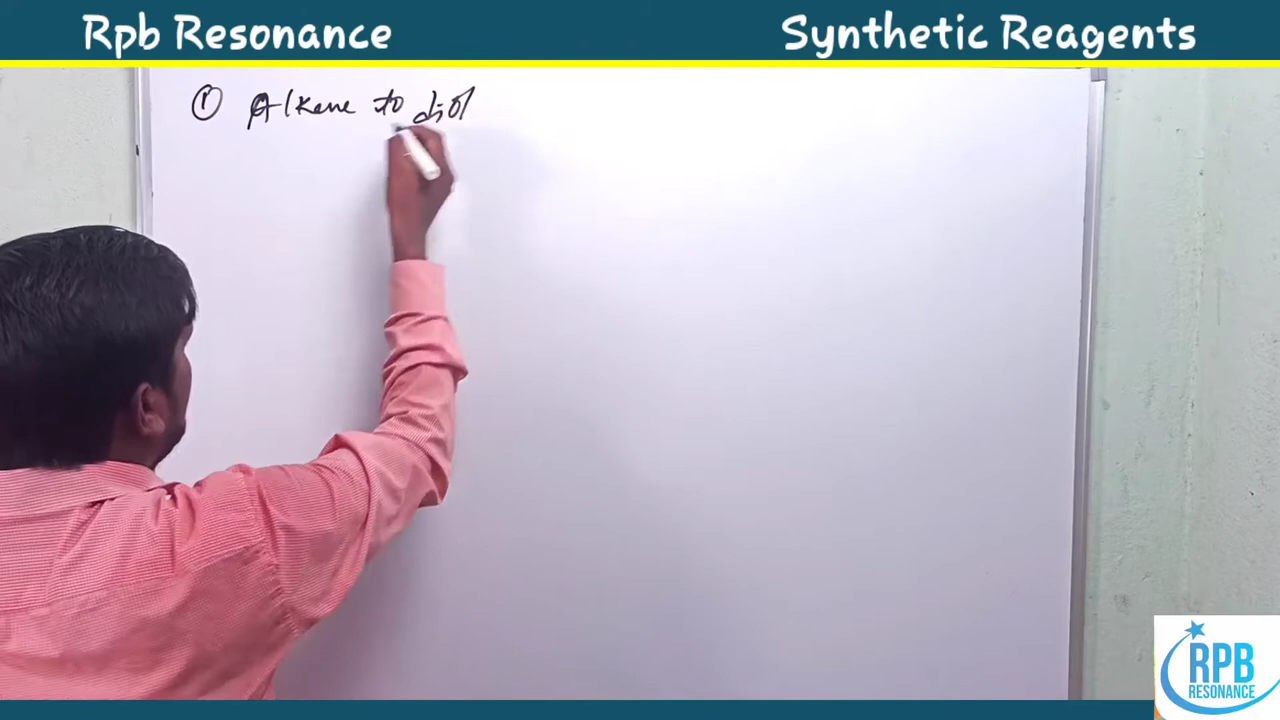 Rpb Resonance
Synthetic Reagents
① Alkene to diol
RPB
RESONANCE